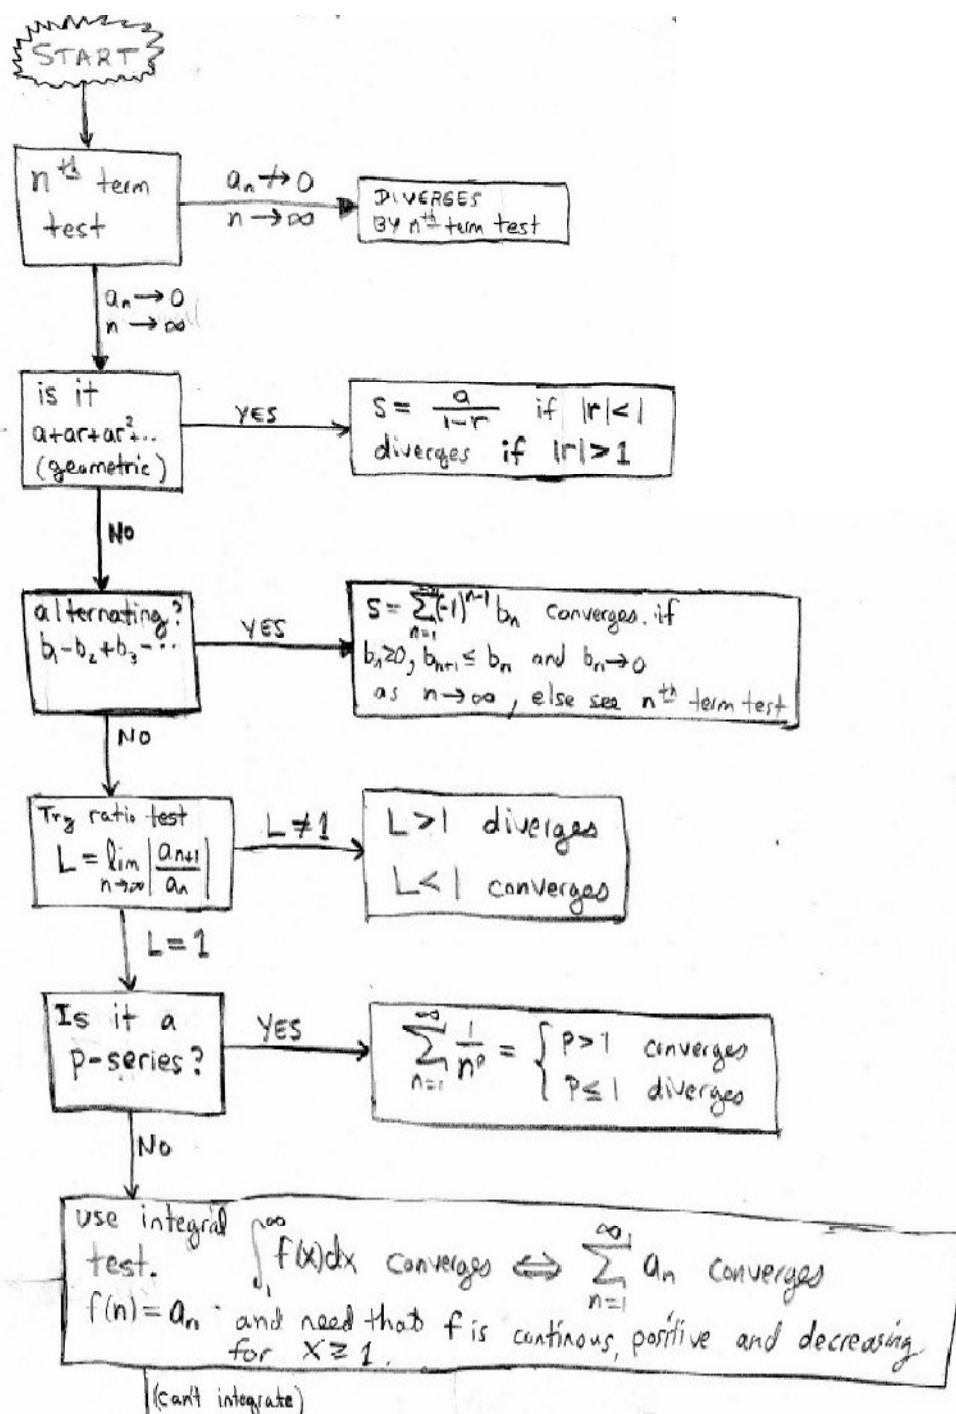 START
nth term
test
aₙ ↛ 0
n → ∞
DIVERGES
BY nth term test
aₙ → 0
n → ∞
is it
a+ar+ar²+...
(geometric)
YES
S = a/(1-r) if |r|<1
diverges if |r|>1
NO
alternating?
b₁-b₂+b₃-...
YES
S = ∑_{n=1}^{∞} (-1)^{n-1} bₙ converges if
bₙ≥0, bₙ₊₁ ≤ bₙ and bₙ→0
as n→∞, else see nth term test
NO
Try ratio test
L = lim_{n→∞} |aₙ₊₁/aₙ|
L≠1
L>1 diverges
L<1 converges
L=1
Is it a
p-series?
YES
∑_{n=1}^{∞} 1/n^p = { p>1 converges
p≤1 diverges
NO
use integral
test. ∫₁^∞ f(x)dx converges ⇔ ∑_{n=1}^{∞} aₙ converges
f(n)=aₙ. and need that f is continous, positive and decreasing
for x≥1.
(can't integrate)